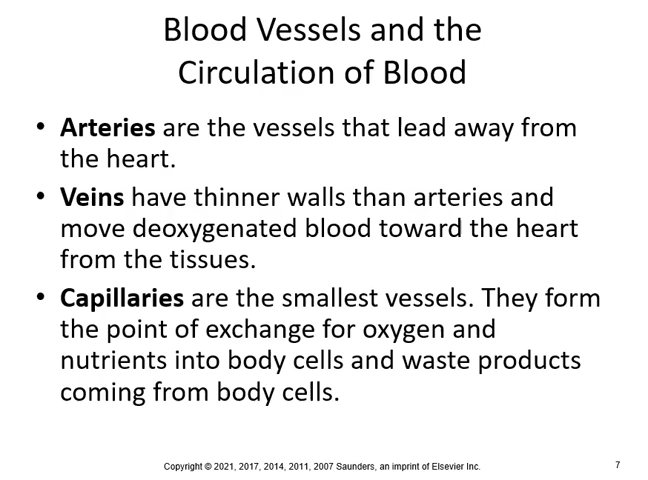 Blood Vessels and the
Circulation of Blood
• Arteries are the vessels that lead away from
the heart.
• Veins have thinner walls than arteries and
move deoxygenated blood toward the heart
from the tissues.
• Capillaries are the smallest vessels. They form
the point of exchange for oxygen and
nutrients into body cells and waste products
coming from body cells.
Copyright © 2021, 2017, 2014, 2011, 2007 Saunders, an imprint of Elsevier Inc.
7